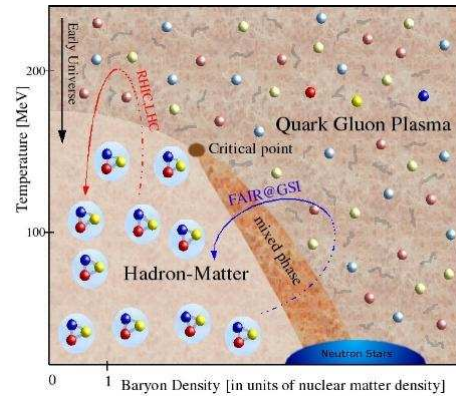 Temperature [MeV]
200
100
Early Universe
RHIC,LHC
Quark Gluon Plasma
Critical point
FAIR@GSI
mixed phase
Hadron-Matter
Neutron Stars
0
1
Baryon Density [in units of nuclear matter density]